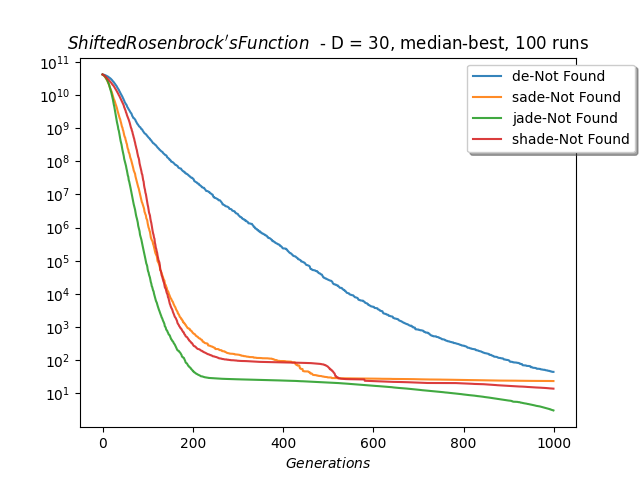 ShiftedRosenbrock'sFunction - D = 30, median-best, 100 runs
de-Not Found
sade-Not Found
jade-Not Found
shade-Not Found
10¹¹
10¹⁰
10⁹
10⁸
10⁷
10⁶
10⁵
10⁴
10³
10²
10¹
0 200 400 600 800 1000
Generations